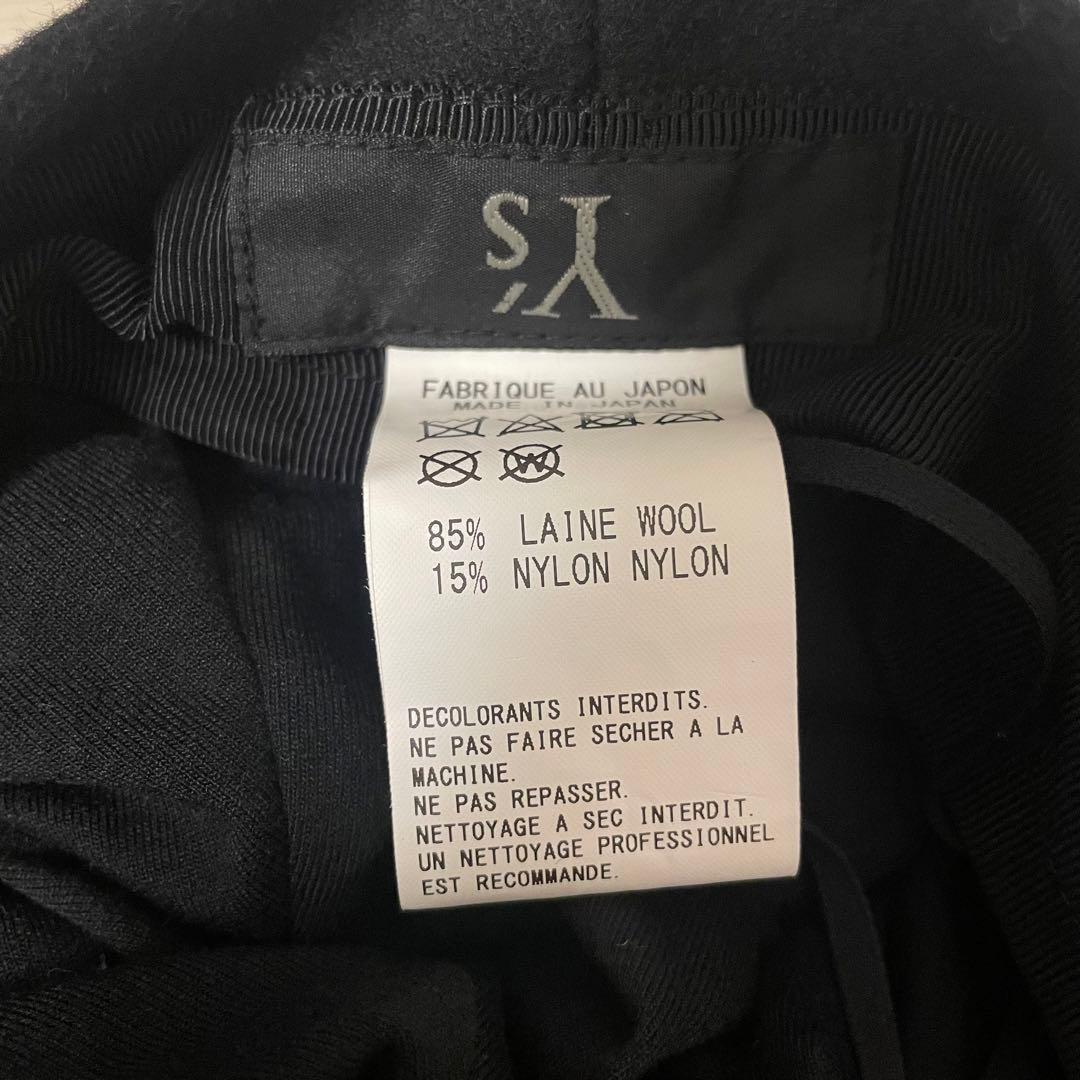 Y's
FABRIQUE AU JAPON
MADE IN JAPAN
85% LAINE WOOL
15% NYLON NYLON
DECOLORANTS INTERDITS.
NE PAS FAIRE SECHER A LA
MACHINE.
NE PAS REPASSER.
NETTOYAGE A SEC INTERDIT.
UN NETTOYAGE PROFESSIONNEL
EST RECOMMANDE.